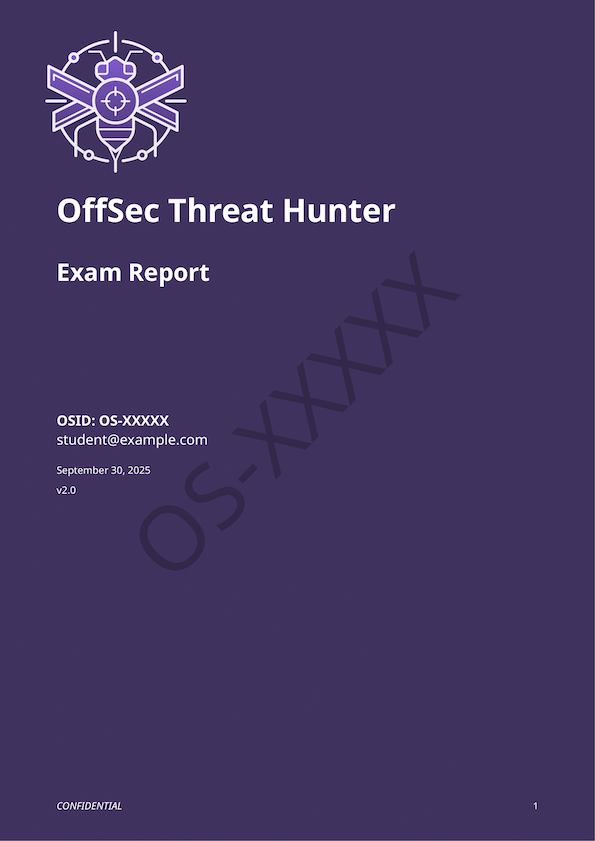 OffSec Threat Hunter
Exam Report
OS-XXXXX
OSID: OS-XXXXX
student@example.com
September 30, 2025
v2.0
CONFIDENTIAL
1